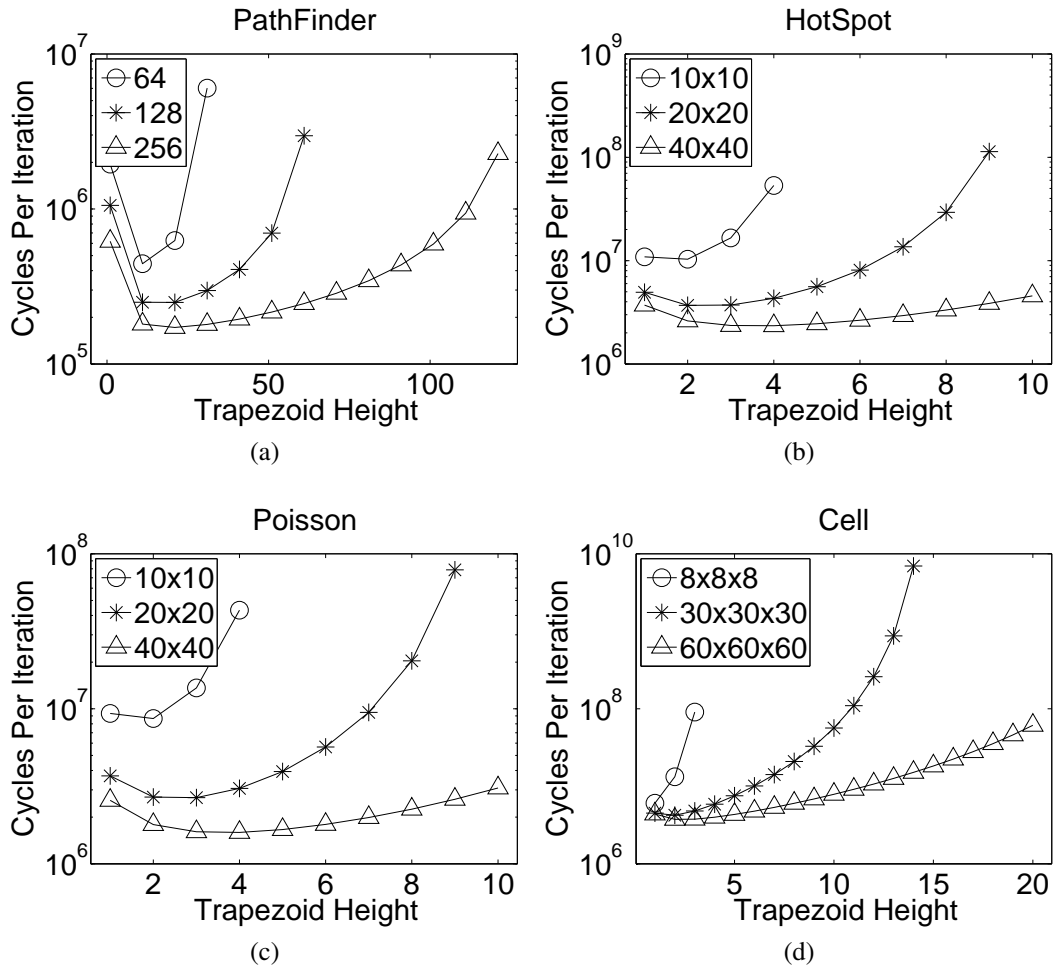 PathFinder
10^7
10^6
10^5
Cycles Per Iteration
64
128
256
0
50
100
Trapezoid Height
(a)
HotSpot
10^9
10^8
10^7
10^6
Cycles Per Iteration
10x10
20x20
40x40
2
4
6
8
10
Trapezoid Height
(b)
Poisson
10^8
10^7
10^6
Cycles Per Iteration
10x10
20x20
40x40
2
4
6
8
10
Trapezoid Height
(c)
Cell
10^10
10^8
10^6
Cycles Per Iteration
8x8x8
30x30x30
60x60x60
5
10
15
20
Trapezoid Height
(d)